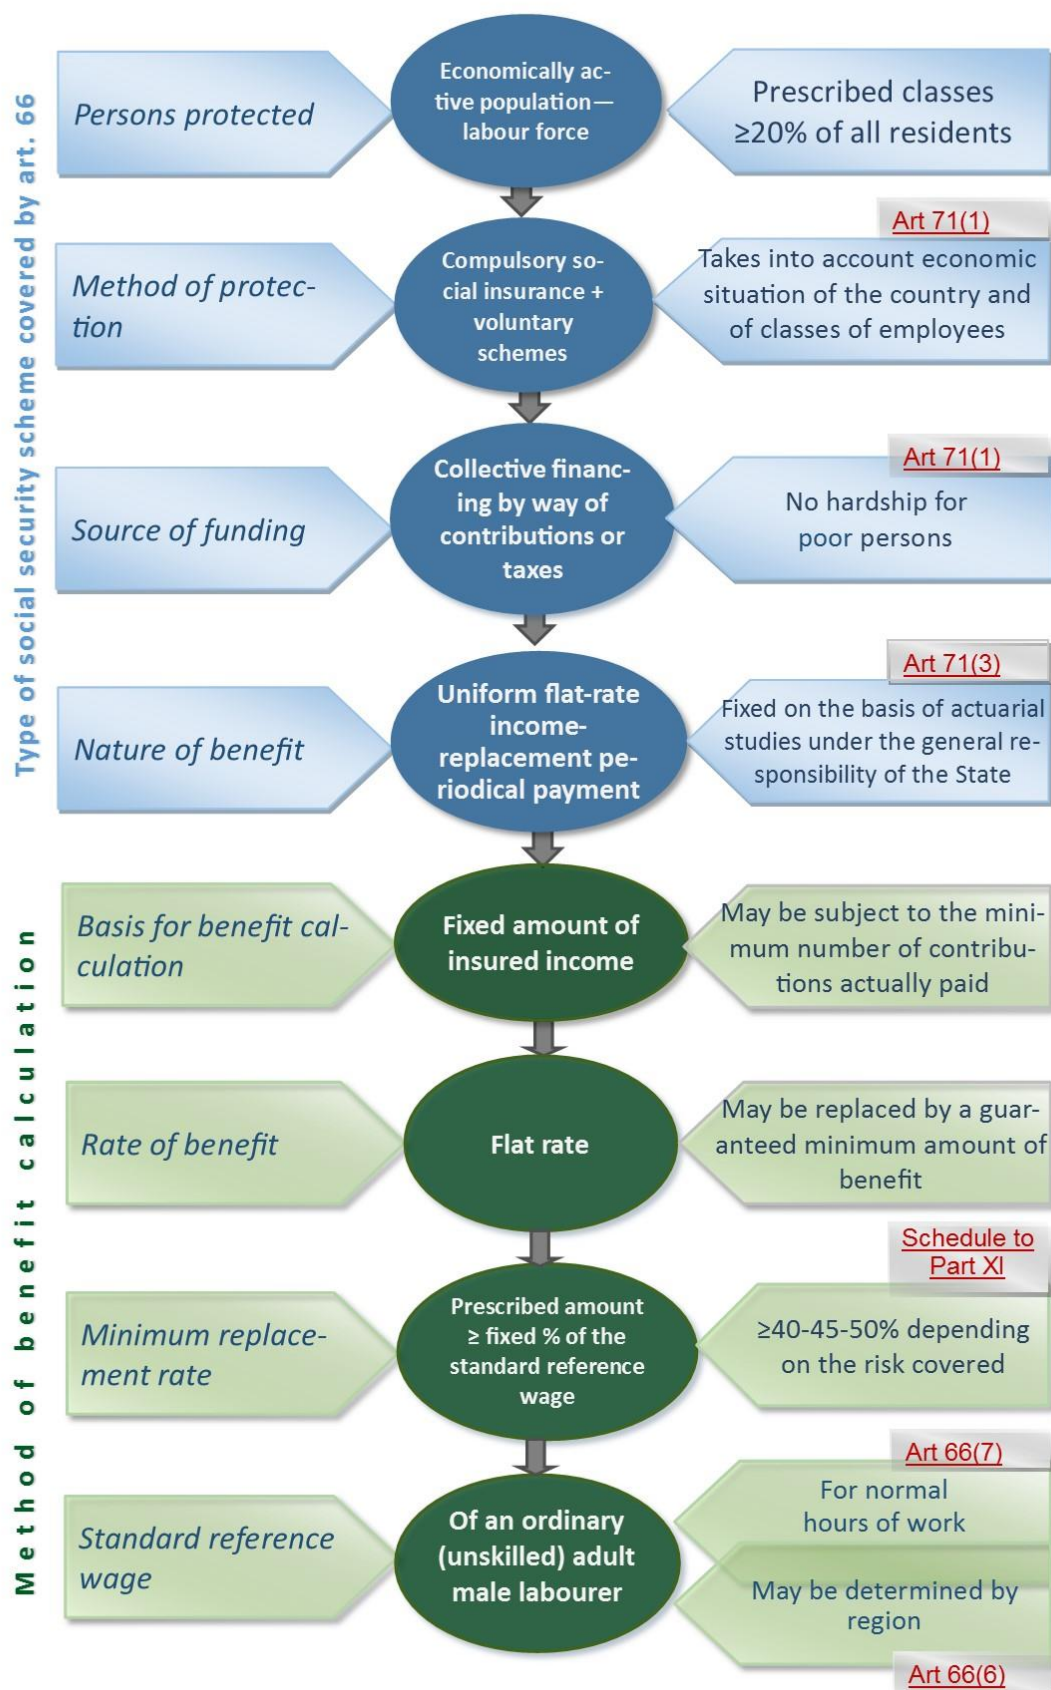 Type of social security scheme covered by art. 66
Persons protected
Economically ac-
tive population—
labour force
Prescribed classes
≥20% of all residents
Method of protec-
tion
Compulsory so-
cial insurance +
voluntary
schemes
Art 71(1)
Takes into account economic
situation of the country and
of classes of employees
Source of funding
Collective financ-
ing by way of
contributions or
taxes
Art 71(1)
No hardship for
poor persons
Nature of benefit
Uniform flat-rate
income-
replacement pe-
riodical payment
Art 71(3)
Fixed on the basis of actuarial
studies under the general re-
sponsibility of the State
Method of benefit calculation
Basis for benefit cal-
culation
Fixed amount of
insured income
May be subject to the mini-
mum number of contribu-
tions actually paid
Rate of benefit
Flat rate
May be replaced by a guar-
anteed minimum amount of
benefit
Minimum replace-
ment rate
Prescribed amount
≥ fixed % of the
standard reference
wage
Schedule to
Part XI
≥40-45-50% depending
on the risk covered
Standard reference
wage
Of an ordinary
(unskilled) adult
male labourer
Art 66(7)
For normal
hours of work
May be determined by
region
Art 66(6)